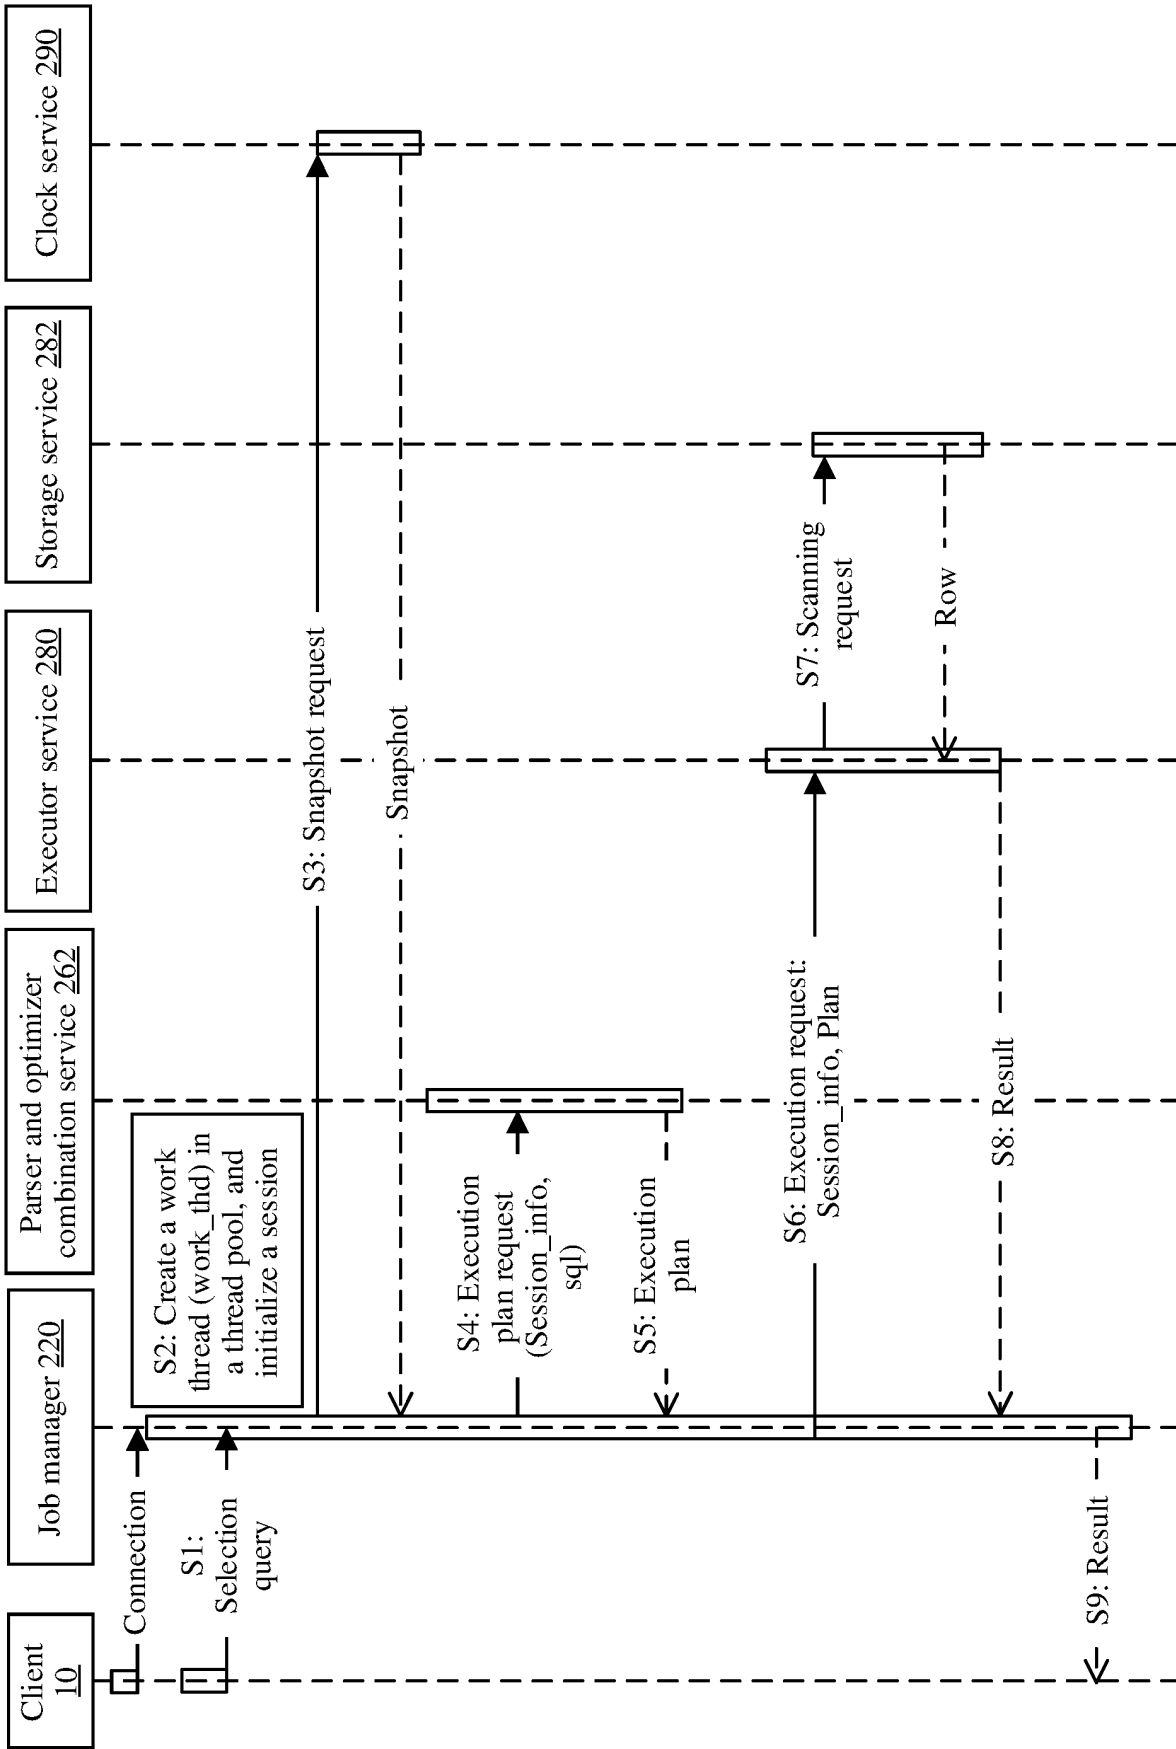 Client
10
Job manager 220
Parser and optimizer
combination service 262
Executor service 280
Storage service 282
Clock service 290
Connection
S1:
Selection
query
S2: Create a work
thread (work_thd) in
a thread pool, and
initialize a session
S3: Snapshot request
Snapshot
S4: Execution
plan request
(Session_info,
sql)
S5: Execution
plan
S6: Execution request:
Session_info, Plan
S7: Scanning
request
Row
S8: Result
S9: Result